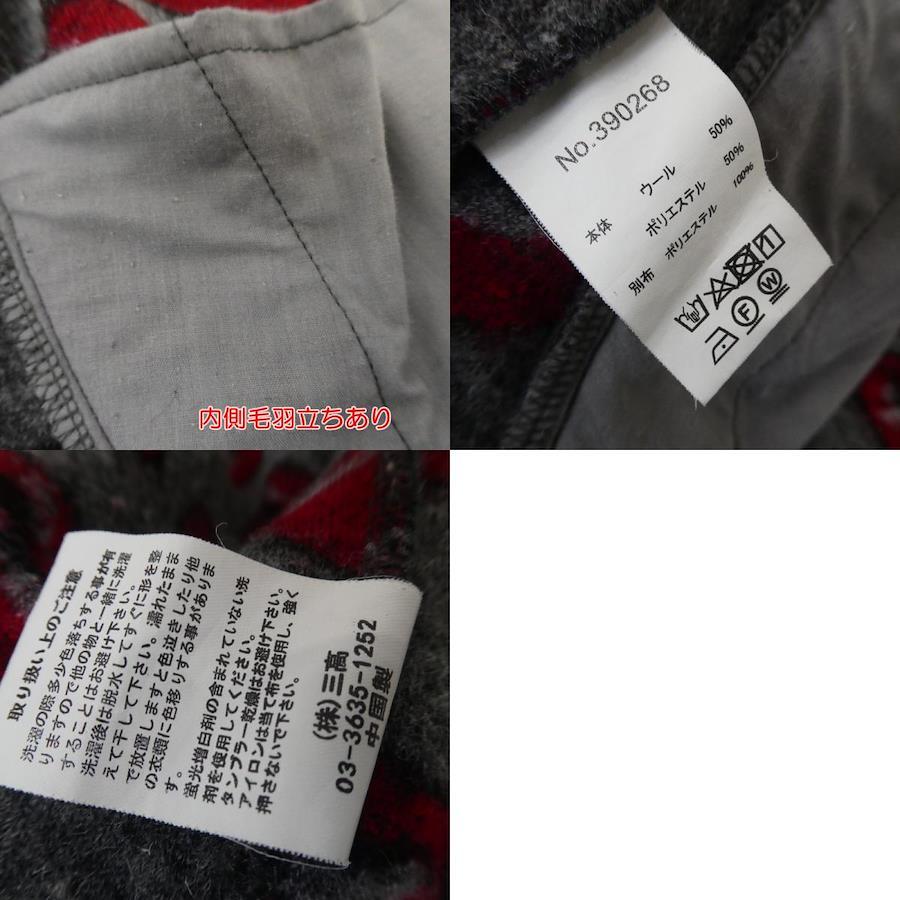 内側毛羽立ちあり
No.390268
本体 ウール 50%
ポリエステル 50%
別布 ポリエステル 100%
F
W
取り扱い上のご注意
洗濯の際多少色落ちする事が有
りますので他の物と一緒に洗濯
することはお避け下さい。
洗濯後は脱水してすぐに形を整
えて干して下さい。濡れたまま
で放置しますと色泣きしたり他
の衣類に色移りする事がありま
す。
蛍光増白剤の含まれていない洗
剤を使用してください。
タンブラー乾燥はお避け下さい。
アイロンは当て布を使用し、強く
押さないで下さい。
(株)三高
03-3635-1252
中国製